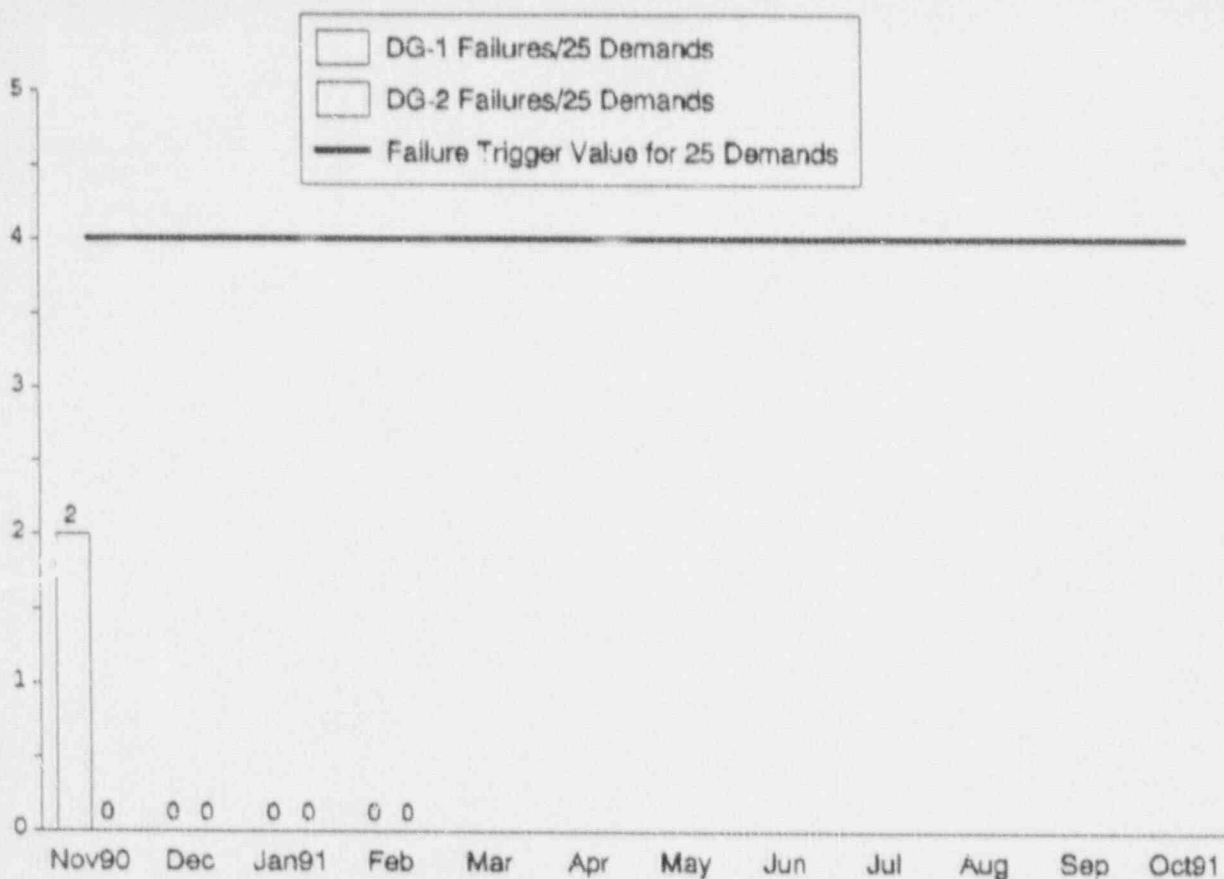 DG-1 Failures/25 Demands
DG-2 Failures/25 Demands
Failure Trigger Value for 25 Demands
5
4
3
2
2
1
0
0 0 0 0 0 0 0
Nov90 Dec Jan91 Feb Mar Apr May Jun Jul Aug Sep Oct91